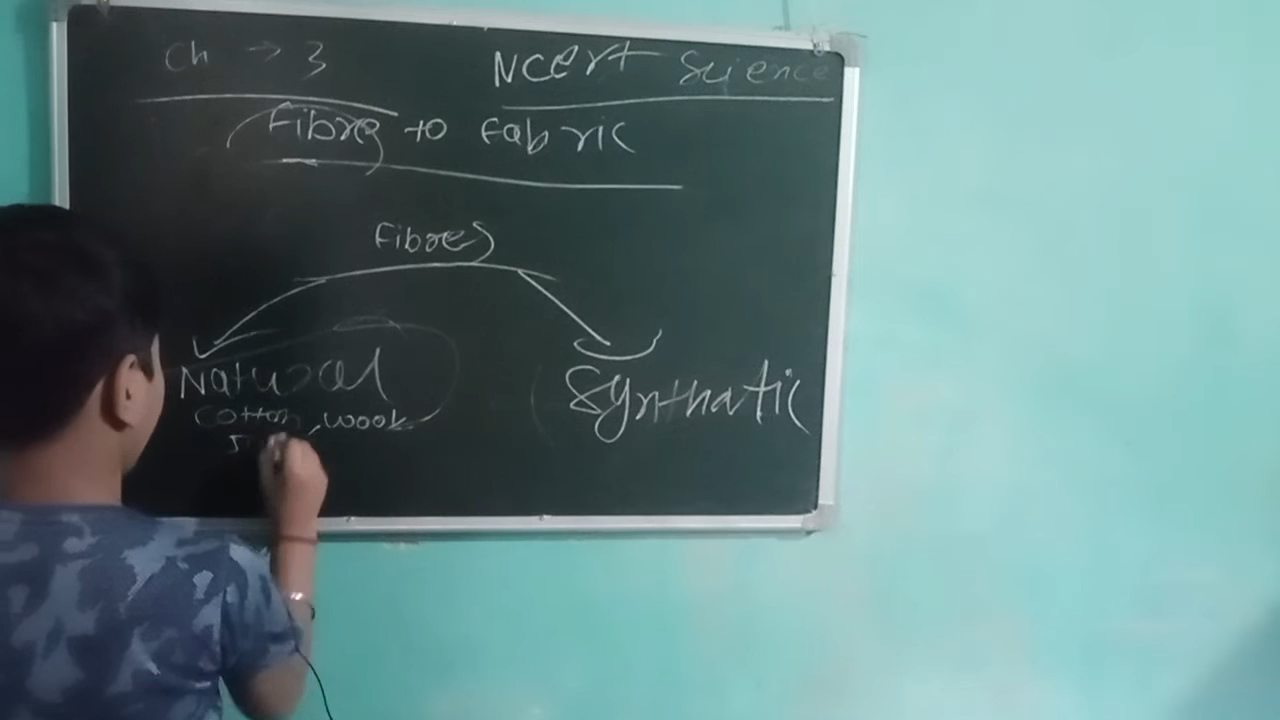 Ch → 3
Ncert Science
Fibre to Fabric
Fibres
Natural
Synthatic
Cotton, wool